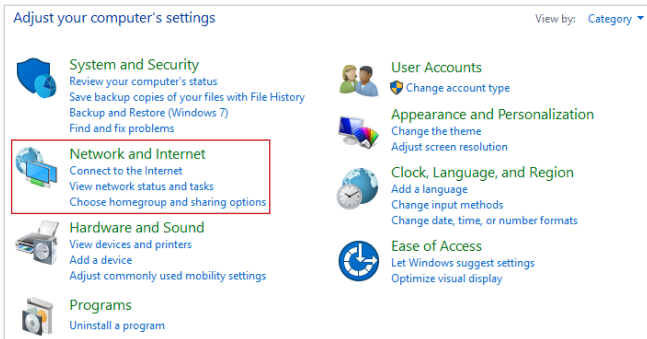 Adjust your computer's settings
View by: Category
System and Security
Review your computer's status
Save backup copies of your files with File History
Backup and Restore (Windows 7)
Find and fix problems
Network and Internet
Connect to the Internet
View network status and tasks
Choose homegroup and sharing options
Hardware and Sound
View devices and printers
Add a device
Adjust commonly used mobility settings
Programs
Uninstall a program
User Accounts
Change account type
Appearance and Personalization
Change the theme
Adjust screen resolution
Clock, Language, and Region
Add a language
Change input methods
Change date, time, or number formats
Ease of Access
Let Windows suggest settings
Optimize visual display